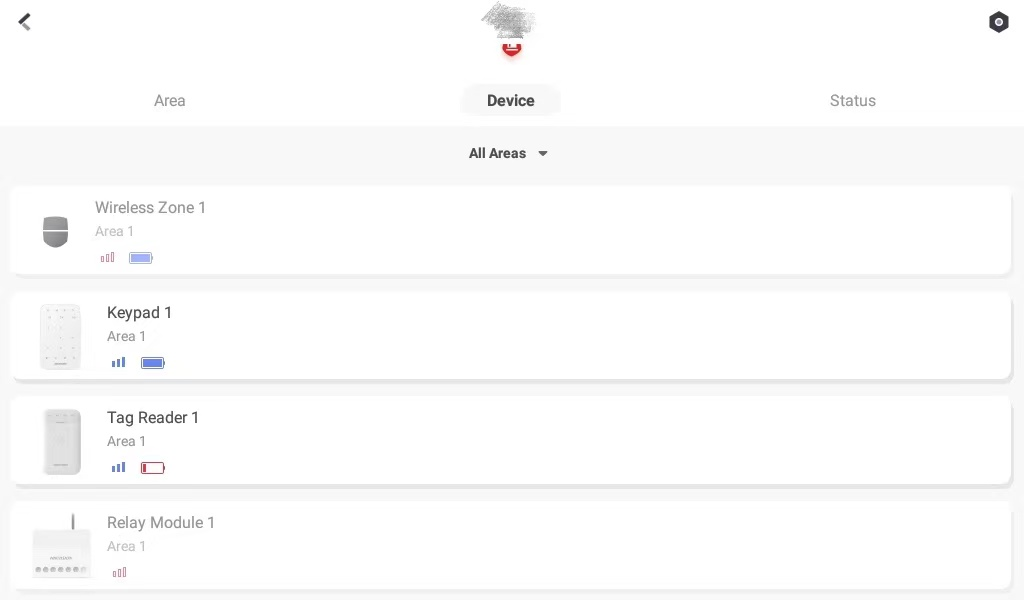 Area
Device
Status
All Areas
Wireless Zone 1
Area 1
Keypad 1
Area 1
Tag Reader 1
Area 1
Relay Module 1
Area 1